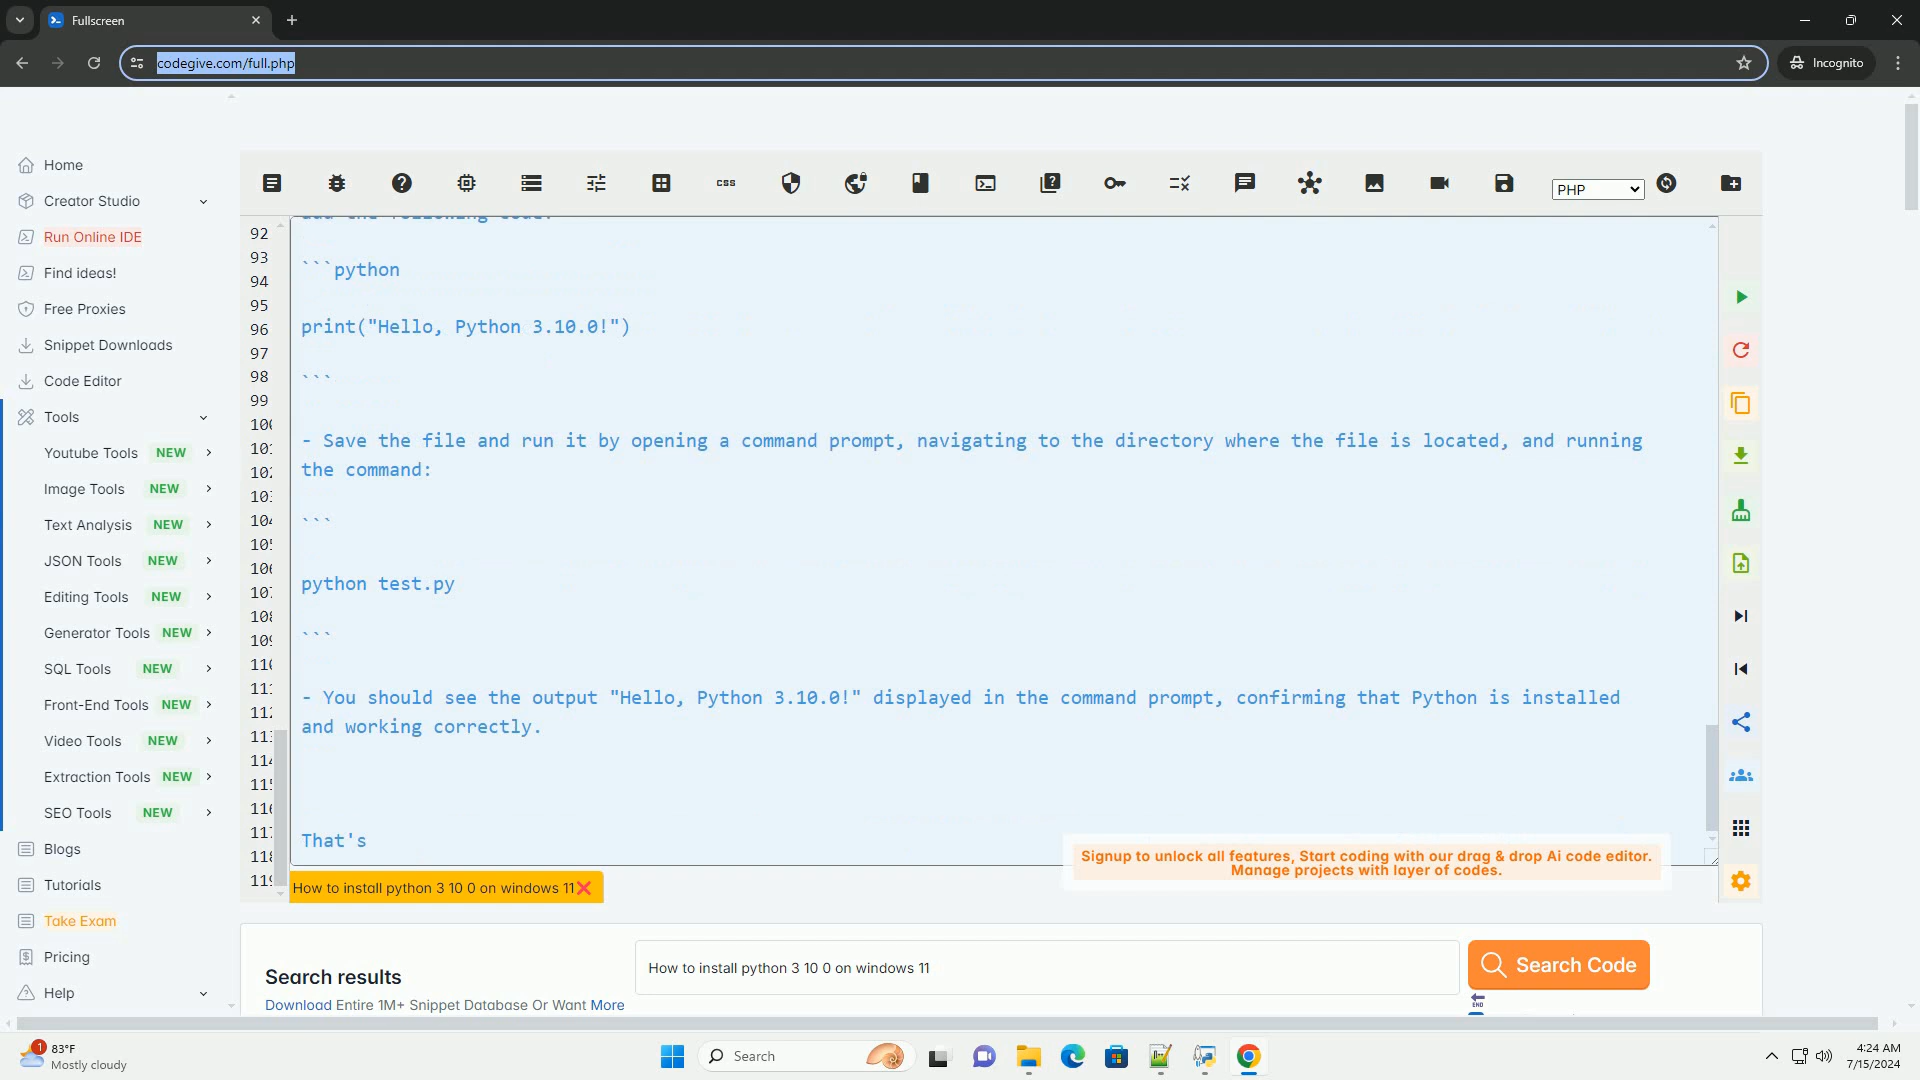 Fullscreen
codegive.com/full.php
Incognito
Home
Creator Studio
Run Online IDE
Find ideas!
Free Proxies
Snippet Downloads
Code Editor
Tools
Youtube Tools NEW
Image Tools NEW
Text Analysis NEW
JSON Tools NEW
Editing Tools NEW
Generator Tools NEW
SQL Tools NEW
Front-End Tools NEW
Video Tools NEW
Extraction Tools NEW
SEO Tools NEW
Blogs
Tutorials
Take Exam
Pricing
Help
css
PHP
92
93
94
95
96
97
98
99
add the following code:
```python
print("Hello, Python 3.10.0!")
```
- Save the file and run it by opening a command prompt, navigating to the directory where the file is located, and running
the command:
```
python test.py
```
- You should see the output "Hello, Python 3.10.0!" displayed in the command prompt, confirming that Python is installed
and working correctly.
That's
Signup to unlock all features, Start coding with our drag & drop Ai code editor.
Manage projects with layer of codes.
How to install python 3 10 0 on windows 11
Search results
Download Entire 1M+ Snippet Database Or Want More
How to install python 3 10 0 on windows 11
Search Code
END
1
83°F
Mostly cloudy
Search
4:24 AM
7/15/2024